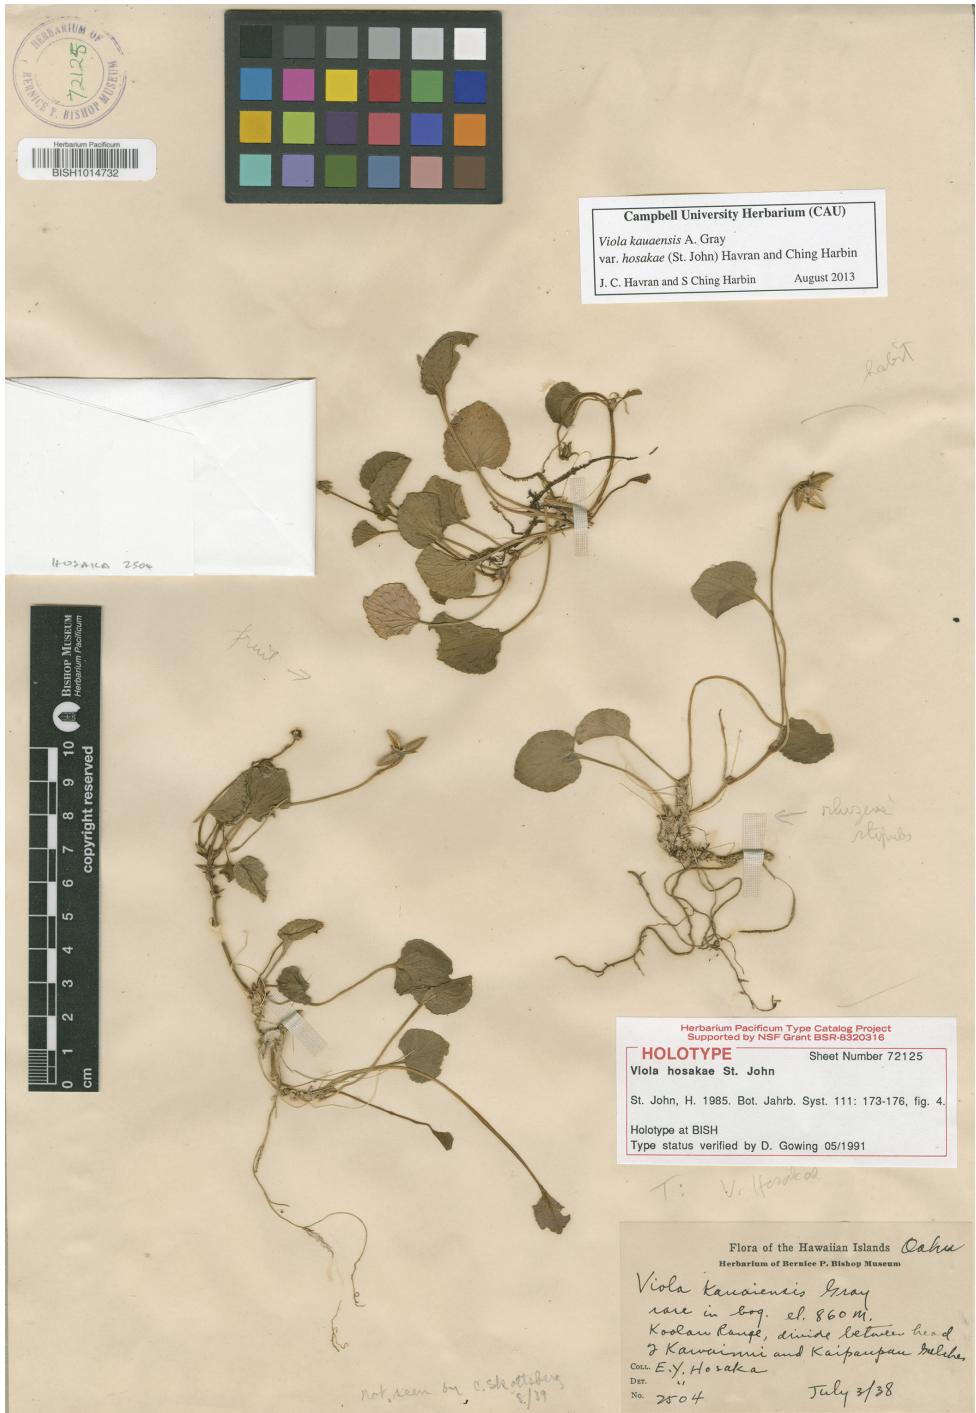 HERBARIUM OF
BERNICE P. BISHOP MUSEUM
72125
Herbarium Pacificum
BISH1014732
Campbell University Herbarium (CAU)
Viola kauaensis A. Gray
var. hosakae (St. John) Havran and Ching Harbin
J. C. Havran and S Ching Harbin August 2013
habit
HOSAKA 2504
fruit
BISHOP MUSEUM
Herbarium Pacificum
copyright reserved
10
9
8
7
6
5
4
3
2
1
0
cm
stipules
Herbarium Pacificum Type Catalog Project
Supported by NSF Grant BSR-8320316
HOLOTYPE Sheet Number 72125
Viola hosakae St. John
St. John, H. 1985. Bot. Jahrb. Syst. 111: 173-176, fig. 4.
Holotype at BISH
Type status verified by D. Gowing 05/1991
T: V. Hosakae
Flora of the Hawaiian Islands Oahu
Herbarium of Bernice P. Bishop Museum
Viola Kauaiensis Gray
rare in bog. el. 860 M.
Koolau Range, divide between head
of Kawainui and Kaipaupau Gulches
Coll. E.Y. Hosaka
Det. "
No. 2504 July 3/38
not seen by C. Skottsberg
8/39